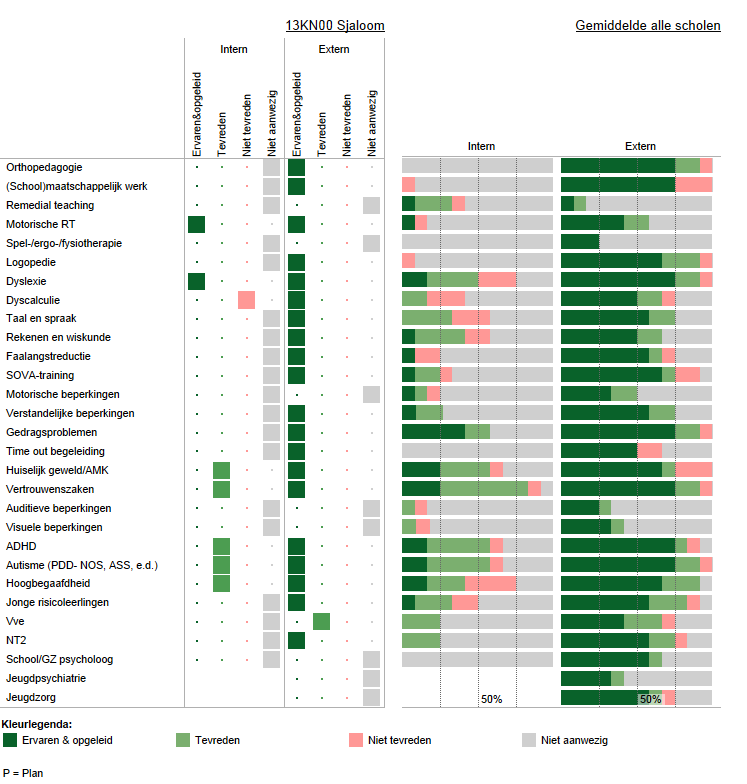 13KN00 Sjaloom
Gemiddelde alle scholen
Intern
Extern
Ervaren&opgeleid
Tevreden
Niet tevreden
Niet aanwezig
Ervaren&opgeleid
Tevreden
Niet tevreden
Niet aanwezig
Intern
Extern
Orthopedagogie
(School)maatschappelijk werk
Remedial teaching
Motorische RT
Spel-/ergo-/fysiotherapie
Logopedie
Dyslexie
Dyscalculie
Taal en spraak
Rekenen en wiskunde
Faalangstreductie
SOVA-training
Motorische beperkingen
Verstandelijke beperkingen
Gedragsproblemen
Time out begeleiding
Huiselijk geweld/AMK
Vertrouwenszaken
Auditieve beperkingen
Visuele beperkingen
ADHD
Autisme (PDD- NOS, ASS, e.d.)
Hoogbegaafdheid
Jonge risicoleerlingen
Vve
NT2
School/GZ psycholoog
Jeugdpsychiatrie
Jeugdzorg
50%
50%
Kleurlegenda:
Ervaren & opgeleid
Tevreden
Niet tevreden
Niet aanwezig
P = Plan